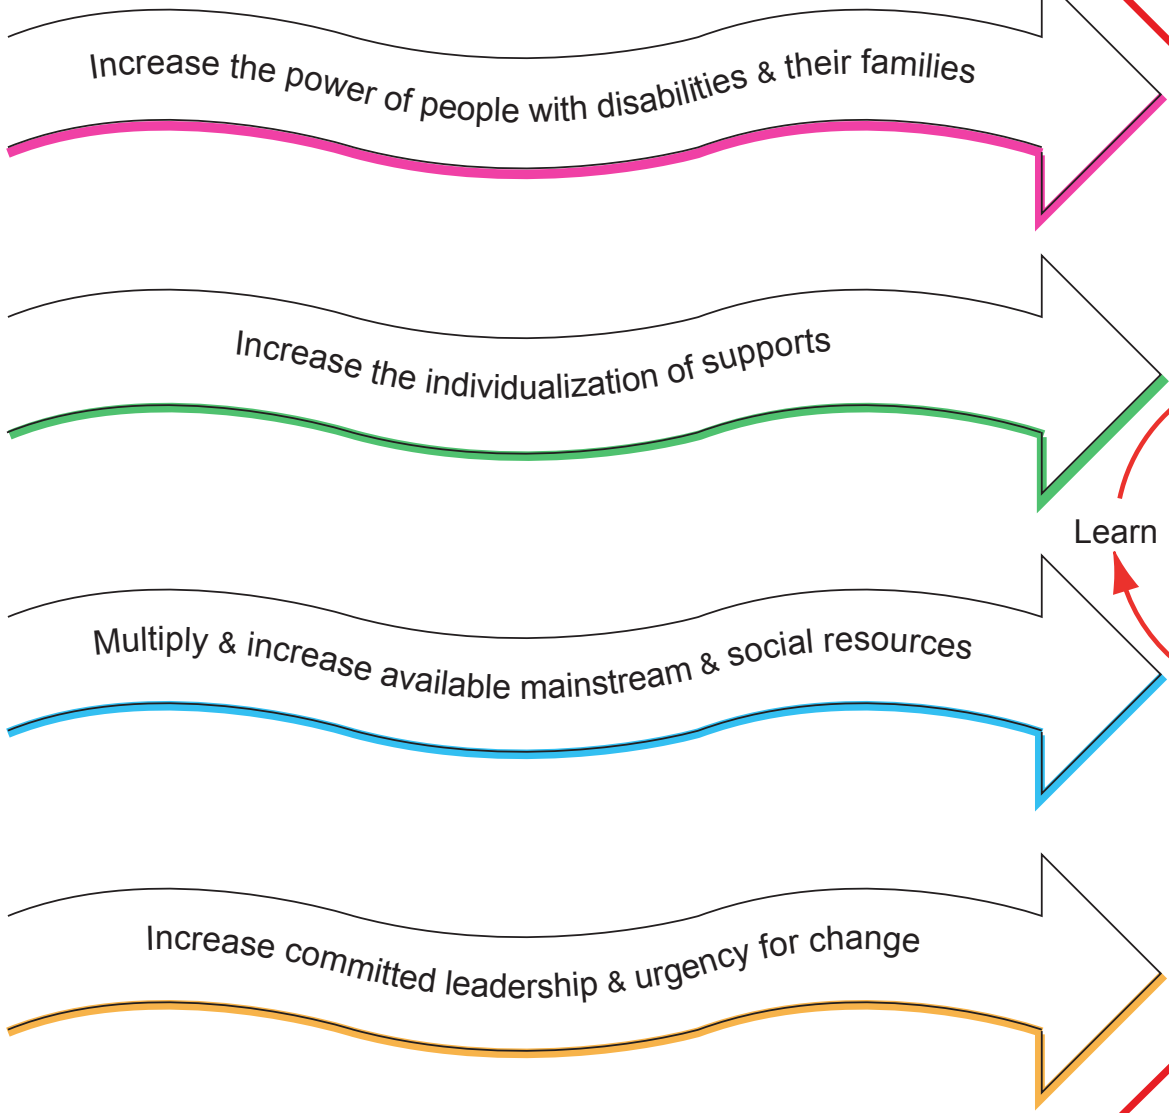 Increase the power of people with disabilities & their families
Increase the individualization of supports
Learn
Multiply & increase available mainstream & social resources
Increase committed leadership & urgency for change